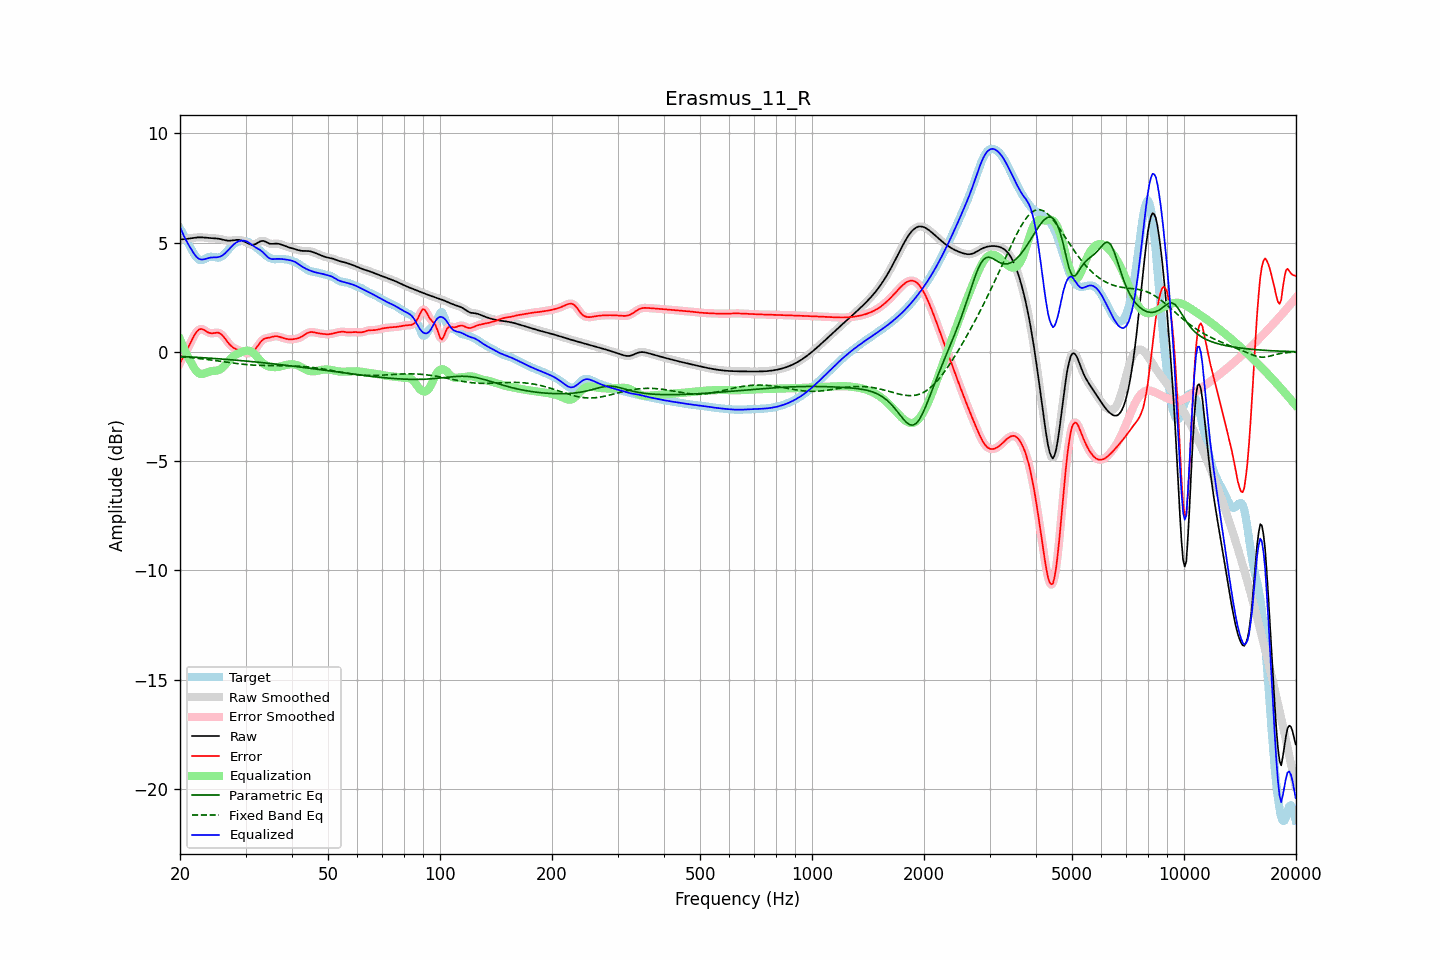 Erasmus_11_R
Amplitude (dBr)
10
5
0
−5
−10
−15
−20
Target
Raw Smoothed
Error Smoothed
Raw
Error
Equalization
Parametric Eq
Fixed Band Eq
Equalized
20 50 100 200 500 1000 2000 5000 10000 20000
Frequency (Hz)